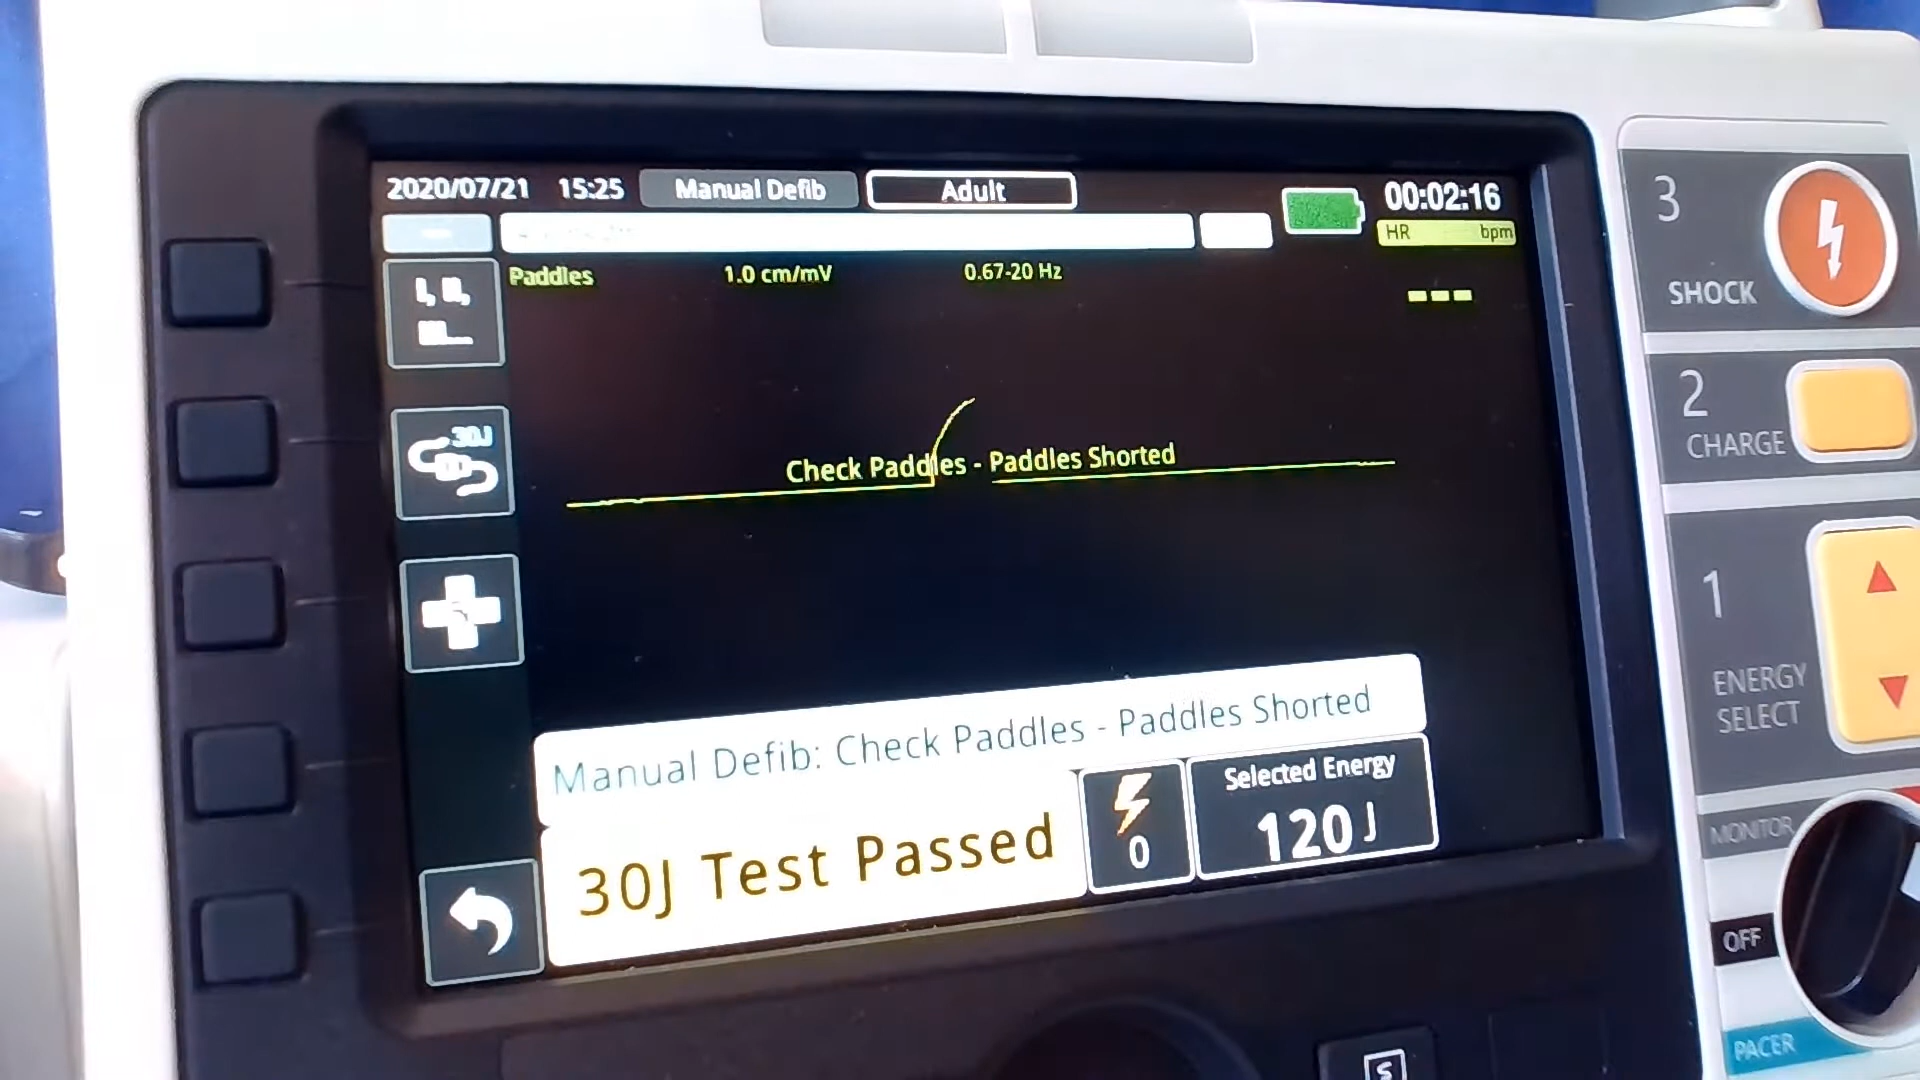 2020/07/21 15:25 Manual Defib Adult 00:02:16
HR bpm
Paddles 1.0 cm/mV 0.67-20 Hz
---
I, II,
III...
30J
Check Paddles - Paddles Shorted
Manual Defib: Check Paddles - Paddles Shorted
30J Test Passed
0
Selected Energy
120 J
3
SHOCK
2
CHARGE
1
ENERGY
SELECT
MONITOR
OFF
PACER
S